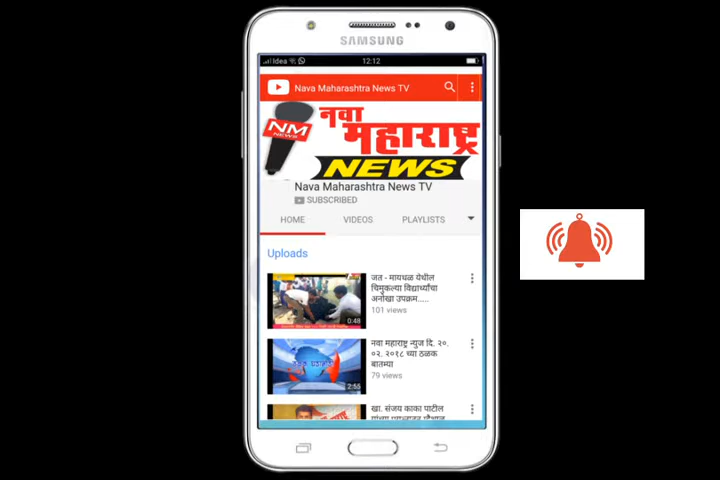 SAMSUNG
Idea
12:12
Nava Maharashtra News TV
नवा
महाराष्ट्र
NM
NEWS
NEWS
Nava Maharashtra News TV
SUBSCRIBED
HOME VIDEOS PLAYLISTS
Uploads
जत - मायथळ येथील
चिमुकल्या विद्यार्थ्यांचा
अनोखा उपक्रम.....
101 views
0:48
नवा महाराष्ट्र न्युज दि. २०.
०२. २०१८ च्या ठळक
बातम्या
79 views
2:55
खा. संजय काका पाटील